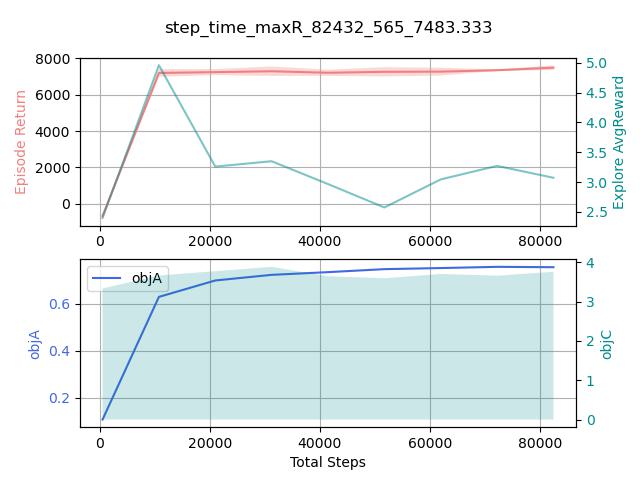 step_time_maxR_82432_565_7483.333
8000
6000
4000
2000
0
Episode Return
5.0
4.5
4.0
3.5
3.0
2.5
Explore AvgReward
0 20000 40000 60000 80000
objA
0.6
0.4
0.2
objA
4
3
2
1
0
objC
0 20000 40000 60000 80000
Total Steps